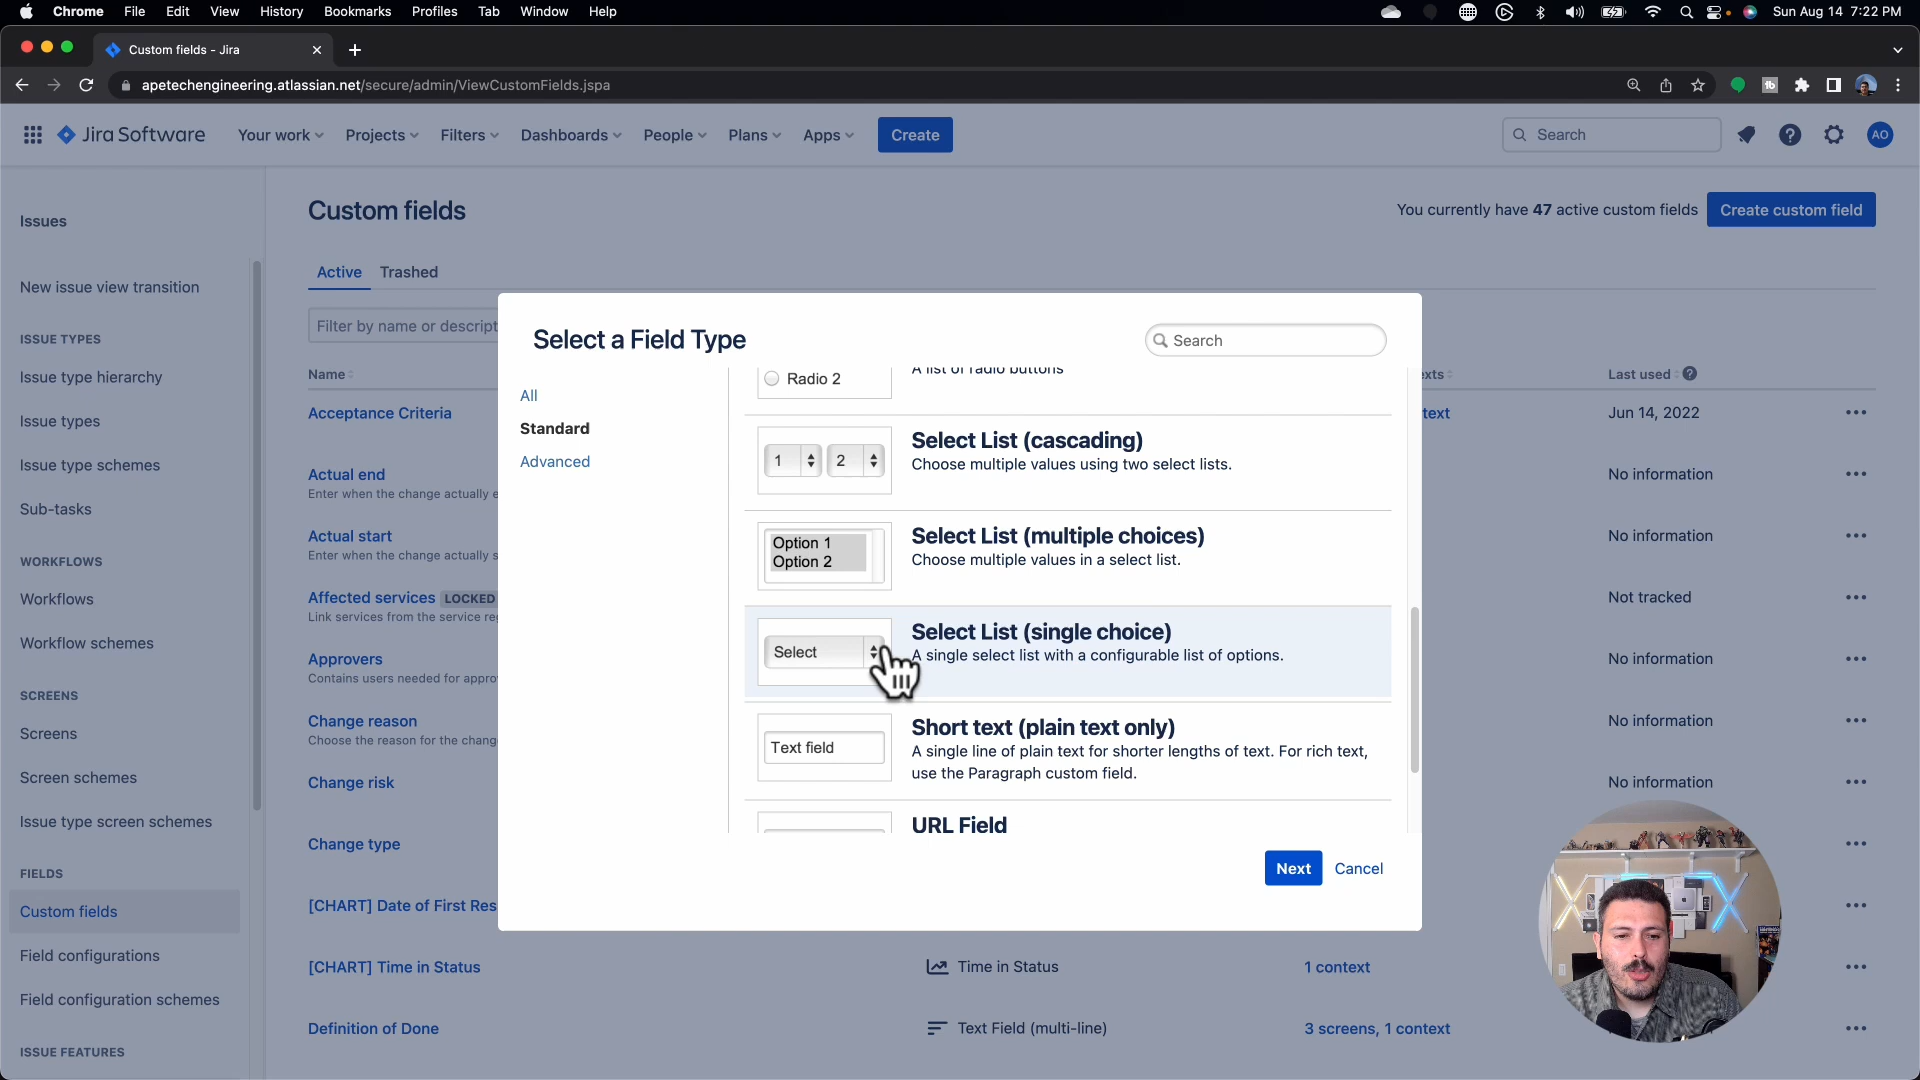 Chrome File Edit View History Bookmarks Profiles Tab Window Help Sun Aug 14 7:22 PM
Custom fields - Jira
apetechengineering.atlassian.net/secure/admin/ViewCustomFields.jspa
Jira Software Your work Projects Filters Dashboards People Plans Apps Create Search AO
Issues
New issue view transition
ISSUE TYPES
Issue type hierarchy
Issue types
Issue type schemes
Sub-tasks
WORKFLOWS
Workflows
Workflow schemes
SCREENS
Screens
Screen schemes
Issue type screen schemes
FIELDS
Custom fields
Field configurations
Field configuration schemes
ISSUE FEATURES
Custom fields
You currently have 47 active custom fields Create custom field
Active Trashed
Filter by name or descript
Name Last used
Acceptance Criteria text Jun 14, 2022
Actual end No information
Enter when the change actually e
Actual start No information
Enter when the change actually s
Affected services LOCKED Not tracked
Link services from the service re
Approvers No information
Contains users needed for appro
Change reason No information
Choose the reason for the chang
Change risk No information
Change type
[CHART] Date of First Res
[CHART] Time in Status Time in Status 1 context
Definition of Done Text Field (multi-line) 3 screens, 1 context
Select a Field Type
Search
All
Standard
Advanced
Radio 2 A list of radio buttons
1 2 Select List (cascading)
Choose multiple values using two select lists.
Option 1
Option 2
Select List (multiple choices)
Choose multiple values in a select list.
Select
Select List (single choice)
A single select list with a configurable list of options.
Text field
Short text (plain text only)
A single line of plain text for shorter lengths of text. For rich text,
use the Paragraph custom field.
URL Field
Next Cancel